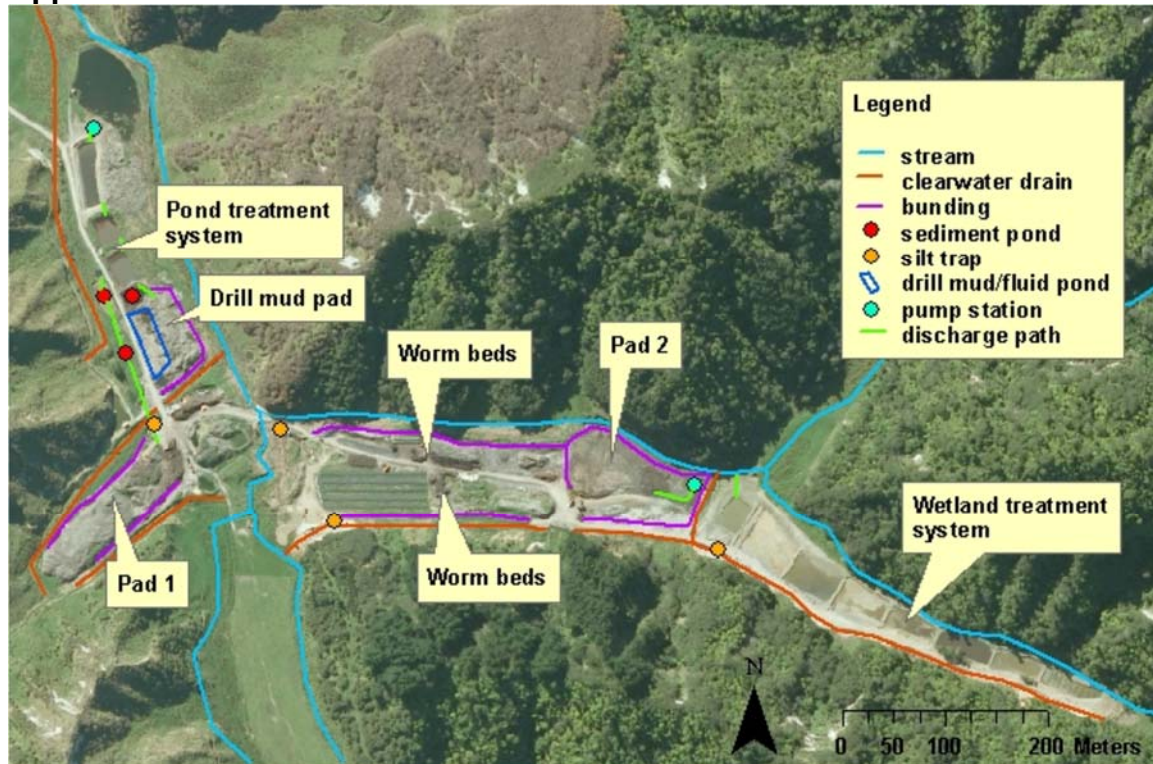 Legend
stream
clearwater drain
bunding
sediment pond
silt trap
drill mud/fluid pond
pump station
discharge path
Pond treatment
system
Drill mud pad
Worm beds
Pad 2
Wetland treatment
system
Pad 1
Worm beds
N
0 50 100 200 Meters